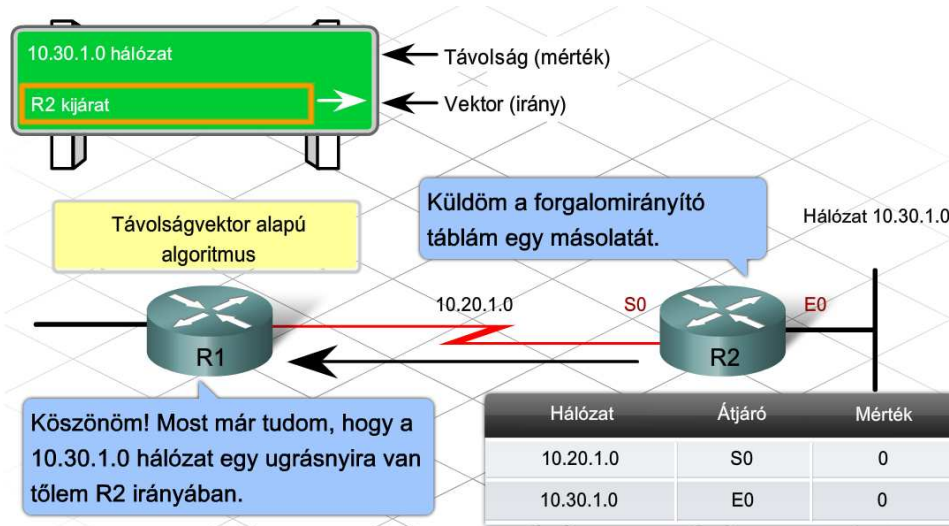 10.30.1.0 hálózat
Távolság (mérték)
R2 kijárat
Vektor (irány)
Távolságvektor alapú
algoritmus
Küldöm a forgalomirányító
táblám egy másolatát.
Hálózat 10.30.1.0
10.20.1.0
S0
E0
R1
R2
Köszönöm! Most már tudom, hogy a
10.30.1.0 hálózat egy ugrásnyira van
tőlem R2 irányában.
Hálózat Átjáró Mérték
10.20.1.0 S0 0
10.30.1.0 E0 0